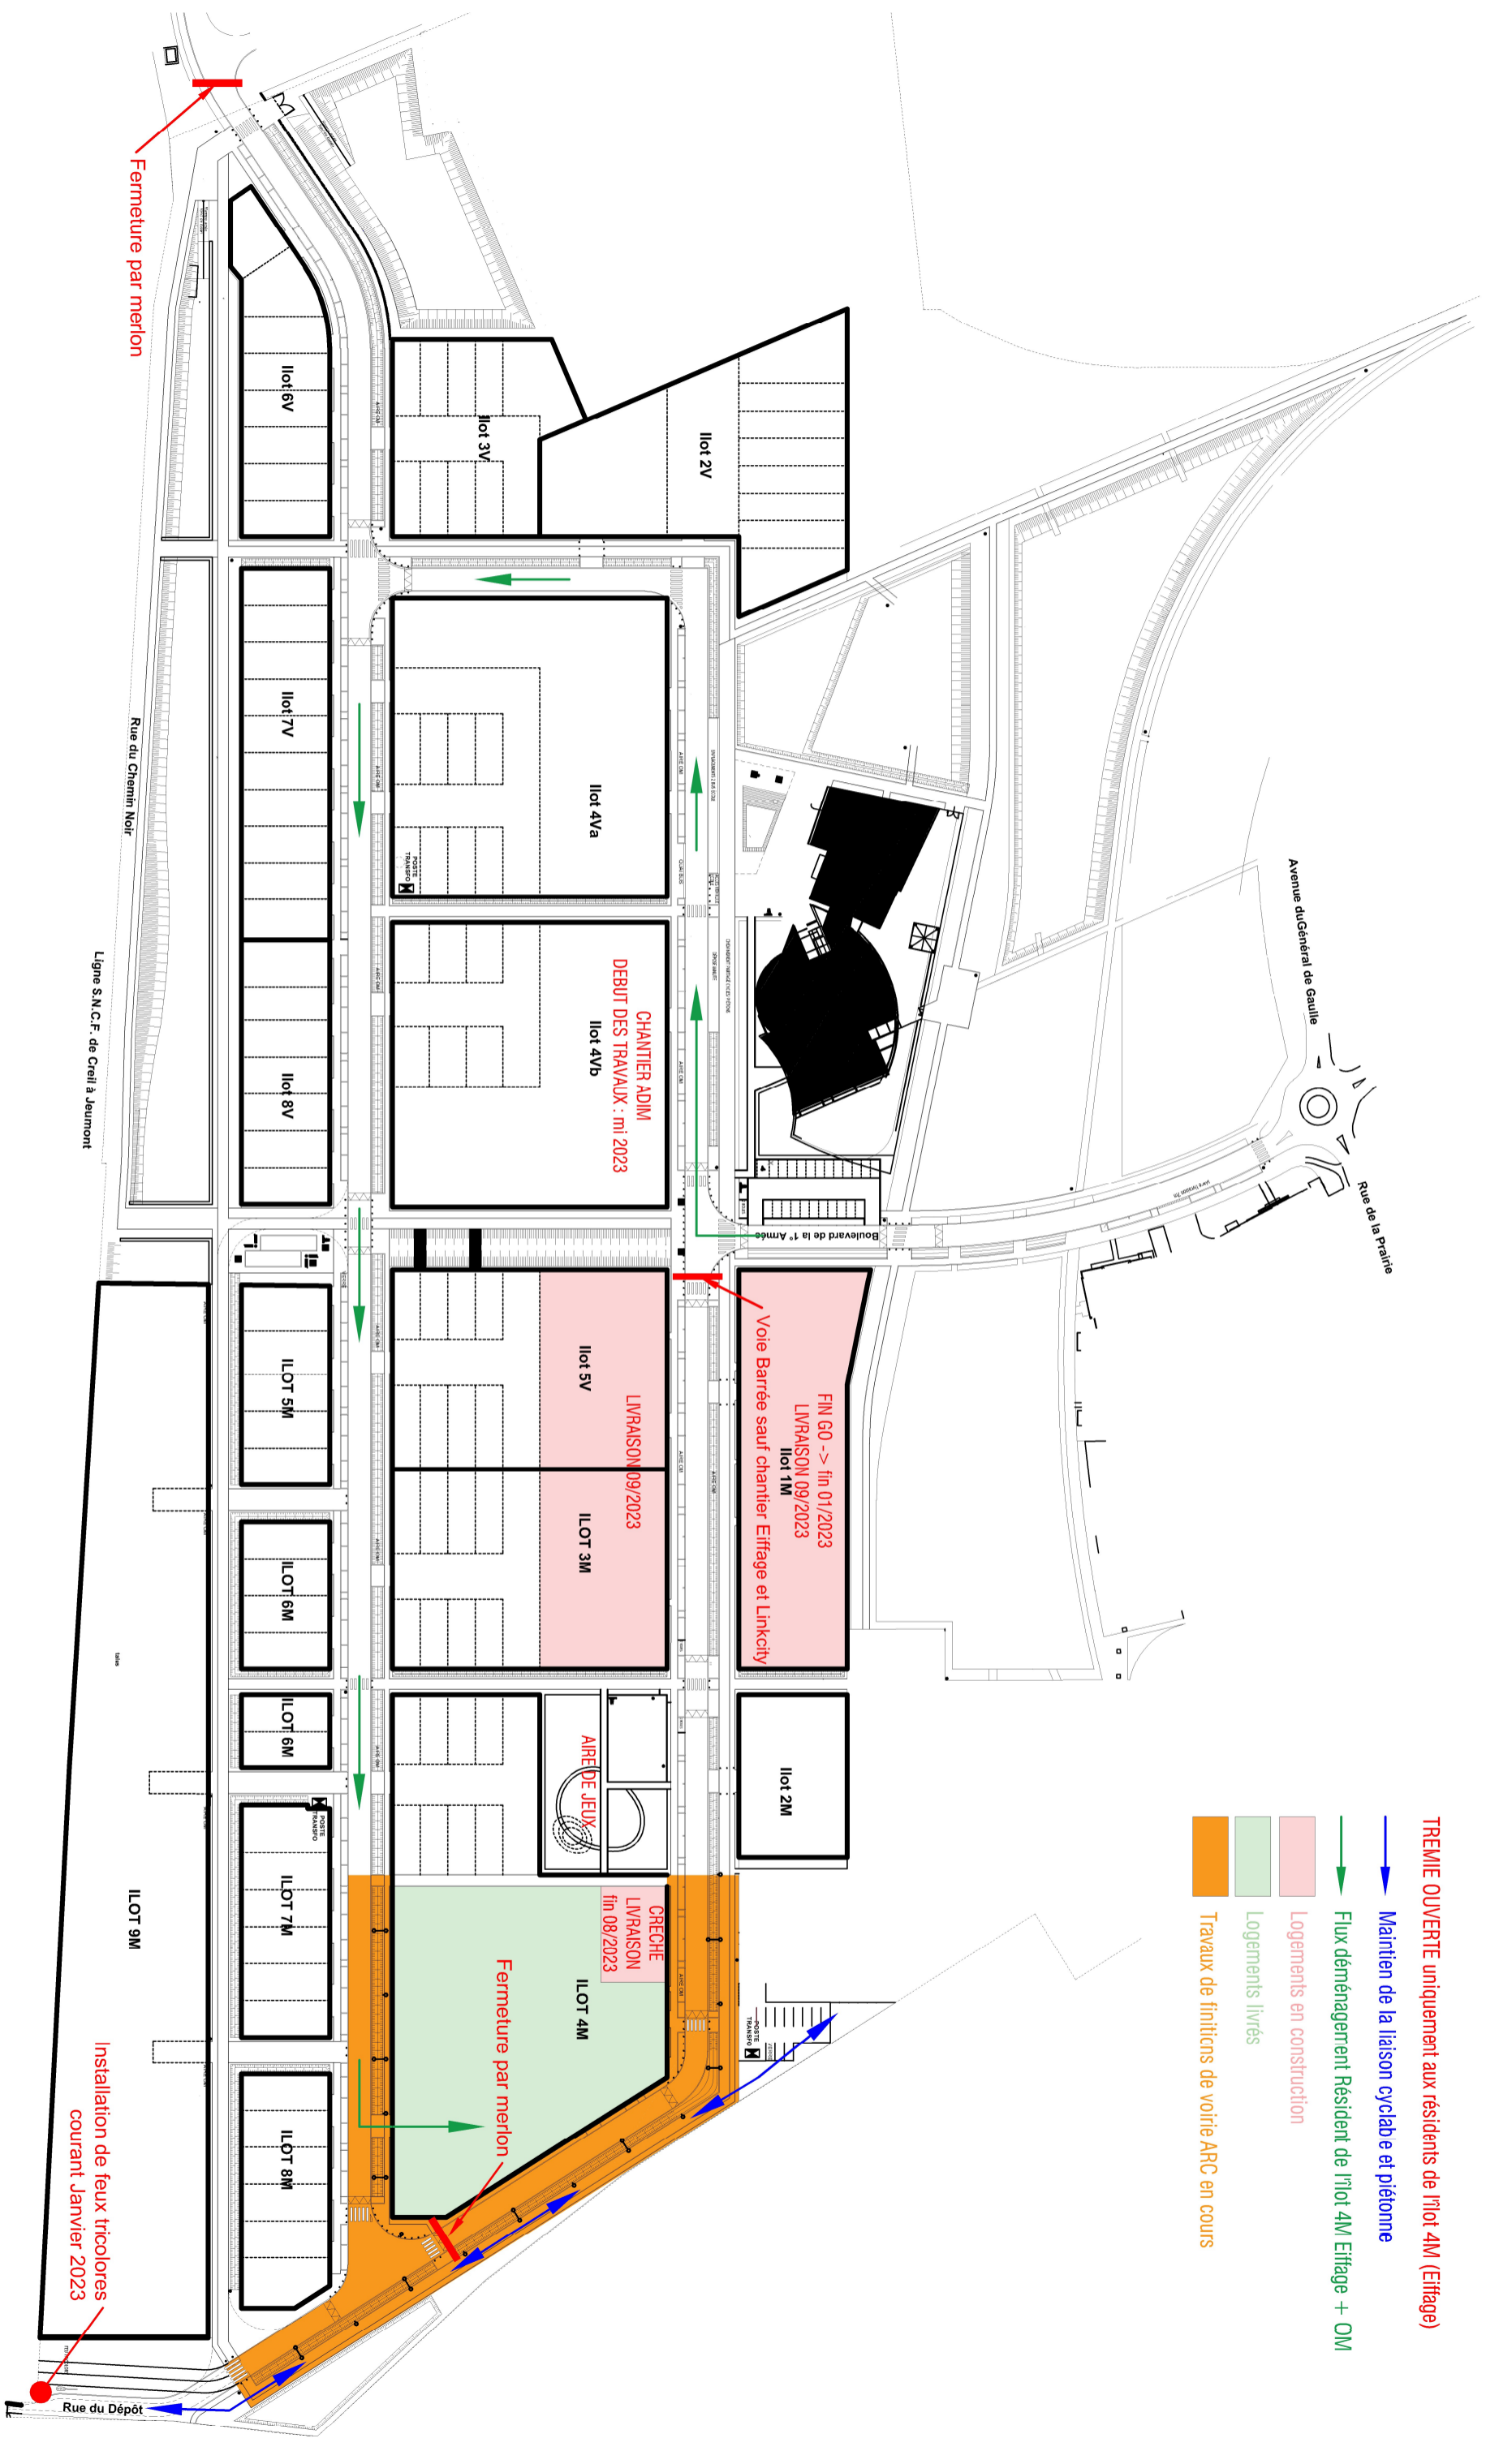 TREMIE OUVERTE uniquement aux résidents de l'îlot 4M (Eiffage)
Maintien de la liaison cyclable et piétonne
Flux déménagement Résident de l'îlot 4M Eiffage + OM
Logements en construction
Logements livrés
Travaux de finitions de voirie ARC en cours
Avenue duGénéral de Gaulle
Rue de la Prairie
Boulevard de la 1° Armée
Voie Barrée sauf chantier Eiffage et Linkcity
FIN GO -> fin 01/2023
LIVRAISON 09/2023
Ilot 1M
Ilot 2M
Ilot 2V
Ilot 3V
Ilot 4Va
POSTE
TRANSFO
CHANTIER ADIM
DEBUT DES TRAVAUX : mi 2023
Ilot 4Vb
LIVRAISON 09/2023
Ilot 5V
ILOT 3M
AIRE DE JEUX
CRECHE
LIVRAISON
fin 08/2023
ILOT 4M
POSTE
TRANSFO
Fermeture par merlon
Fermeture par merlon
Ilot 6V
Ilot 7V
Ilot 8V
ILOT 5M
ILOT 6M
ILOT 6M
POSTE
TRANSFO
ILOT 7M
ILOT 8M
ILOT 9M
Rue du Chemin Noir
Ligne S.N.C.F. de Creil à Jeumont
Installation de feux tricolores
courant Janvier 2023
Rue du Dépôt